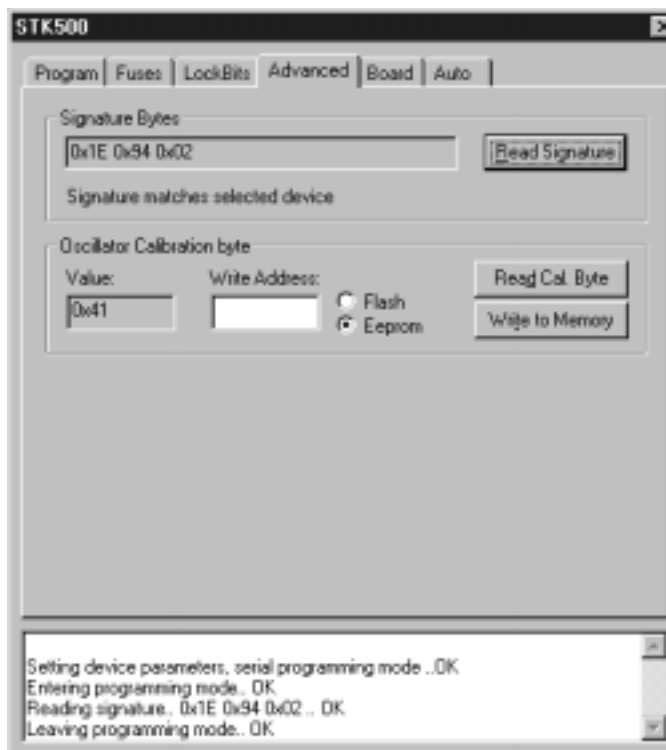 STK500
Program Fuses LockBits Advanced Board Auto
Signature Bytes
0x1E 0x94 0x02
Read Signature
Signature matches selected device
Oscillator Calibration byte
Value: Write Address:
Read Cal. Byte
0x41
Flash
Eeprom
Write to Memory
Setting device parameters, serial programming mode ..OK
Entering programming mode.. OK
Reading signature.. 0x1E 0x94 0x02 .. OK
Leaving programming mode.. OK